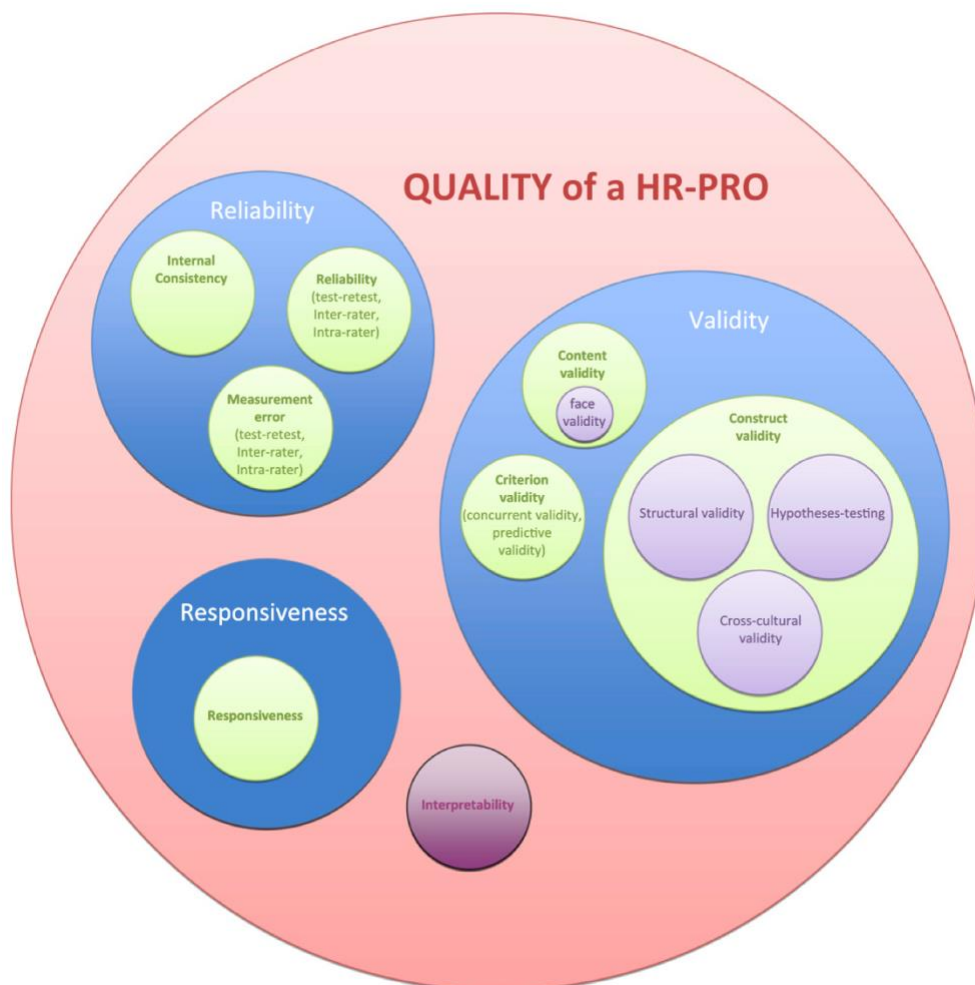 QUALITY of a HR-PRO
Reliability
Internal
Consistency
Reliability
(test-retest,
Inter-rater,
Intra-rater)
Measurement
error
(test-retest,
Inter-rater,
Intra-rater)
Validity
Content
validity
face
validity
Criterion
validity
(concurrent validity,
predictive
validity)
Construct
validity
Structural validity
Hypotheses-testing
Cross-cultural
validity
Responsiveness
Responsiveness
Interpretability